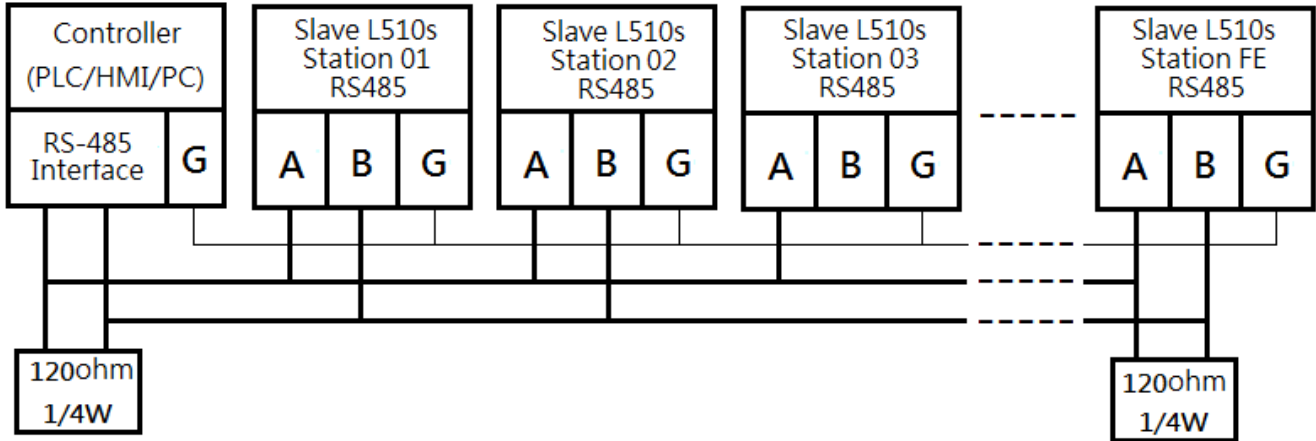 Controller
(PLC/HMI/PC)
RS-485
Interface
G
Slave L510s
Station 01
RS485
A B G
Slave L510s
Station 02
RS485
A B G
Slave L510s
Station 03
RS485
A B G
Slave L510s
Station FE
RS485
A B G
120ohm
1/4W
120ohm
1/4W